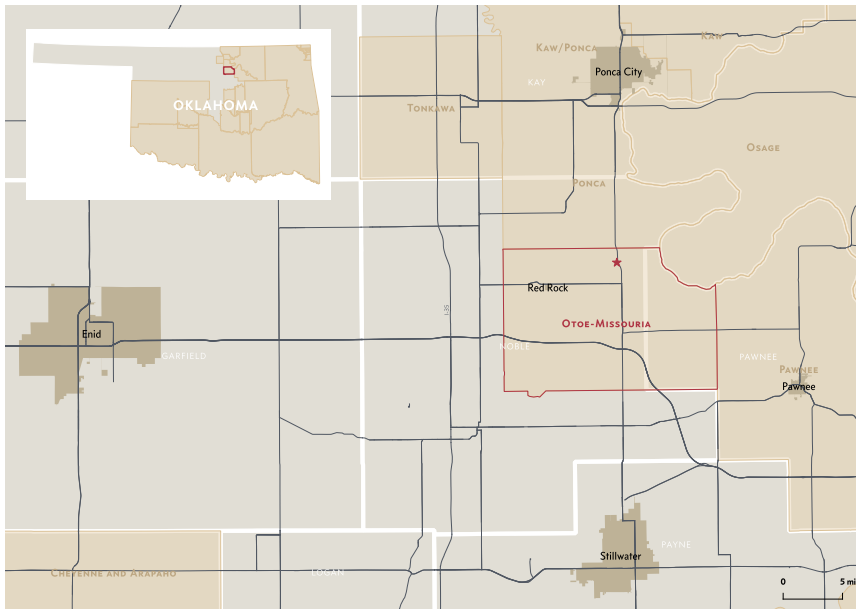 KAW/PONCA
KAW
Ponca City
KAY
OKLAHOMA
TONKAWA
OSAGE
PONCA
Red Rock
I-35
OTOE-MISSOURIA
Enid
GARFIELD
NOBLE
PAWNEE
PAWNEE
Pawnee
Stillwater
PAYNE
CHEYENNE AND ARAPAHO
LOGAN
0 5 mi